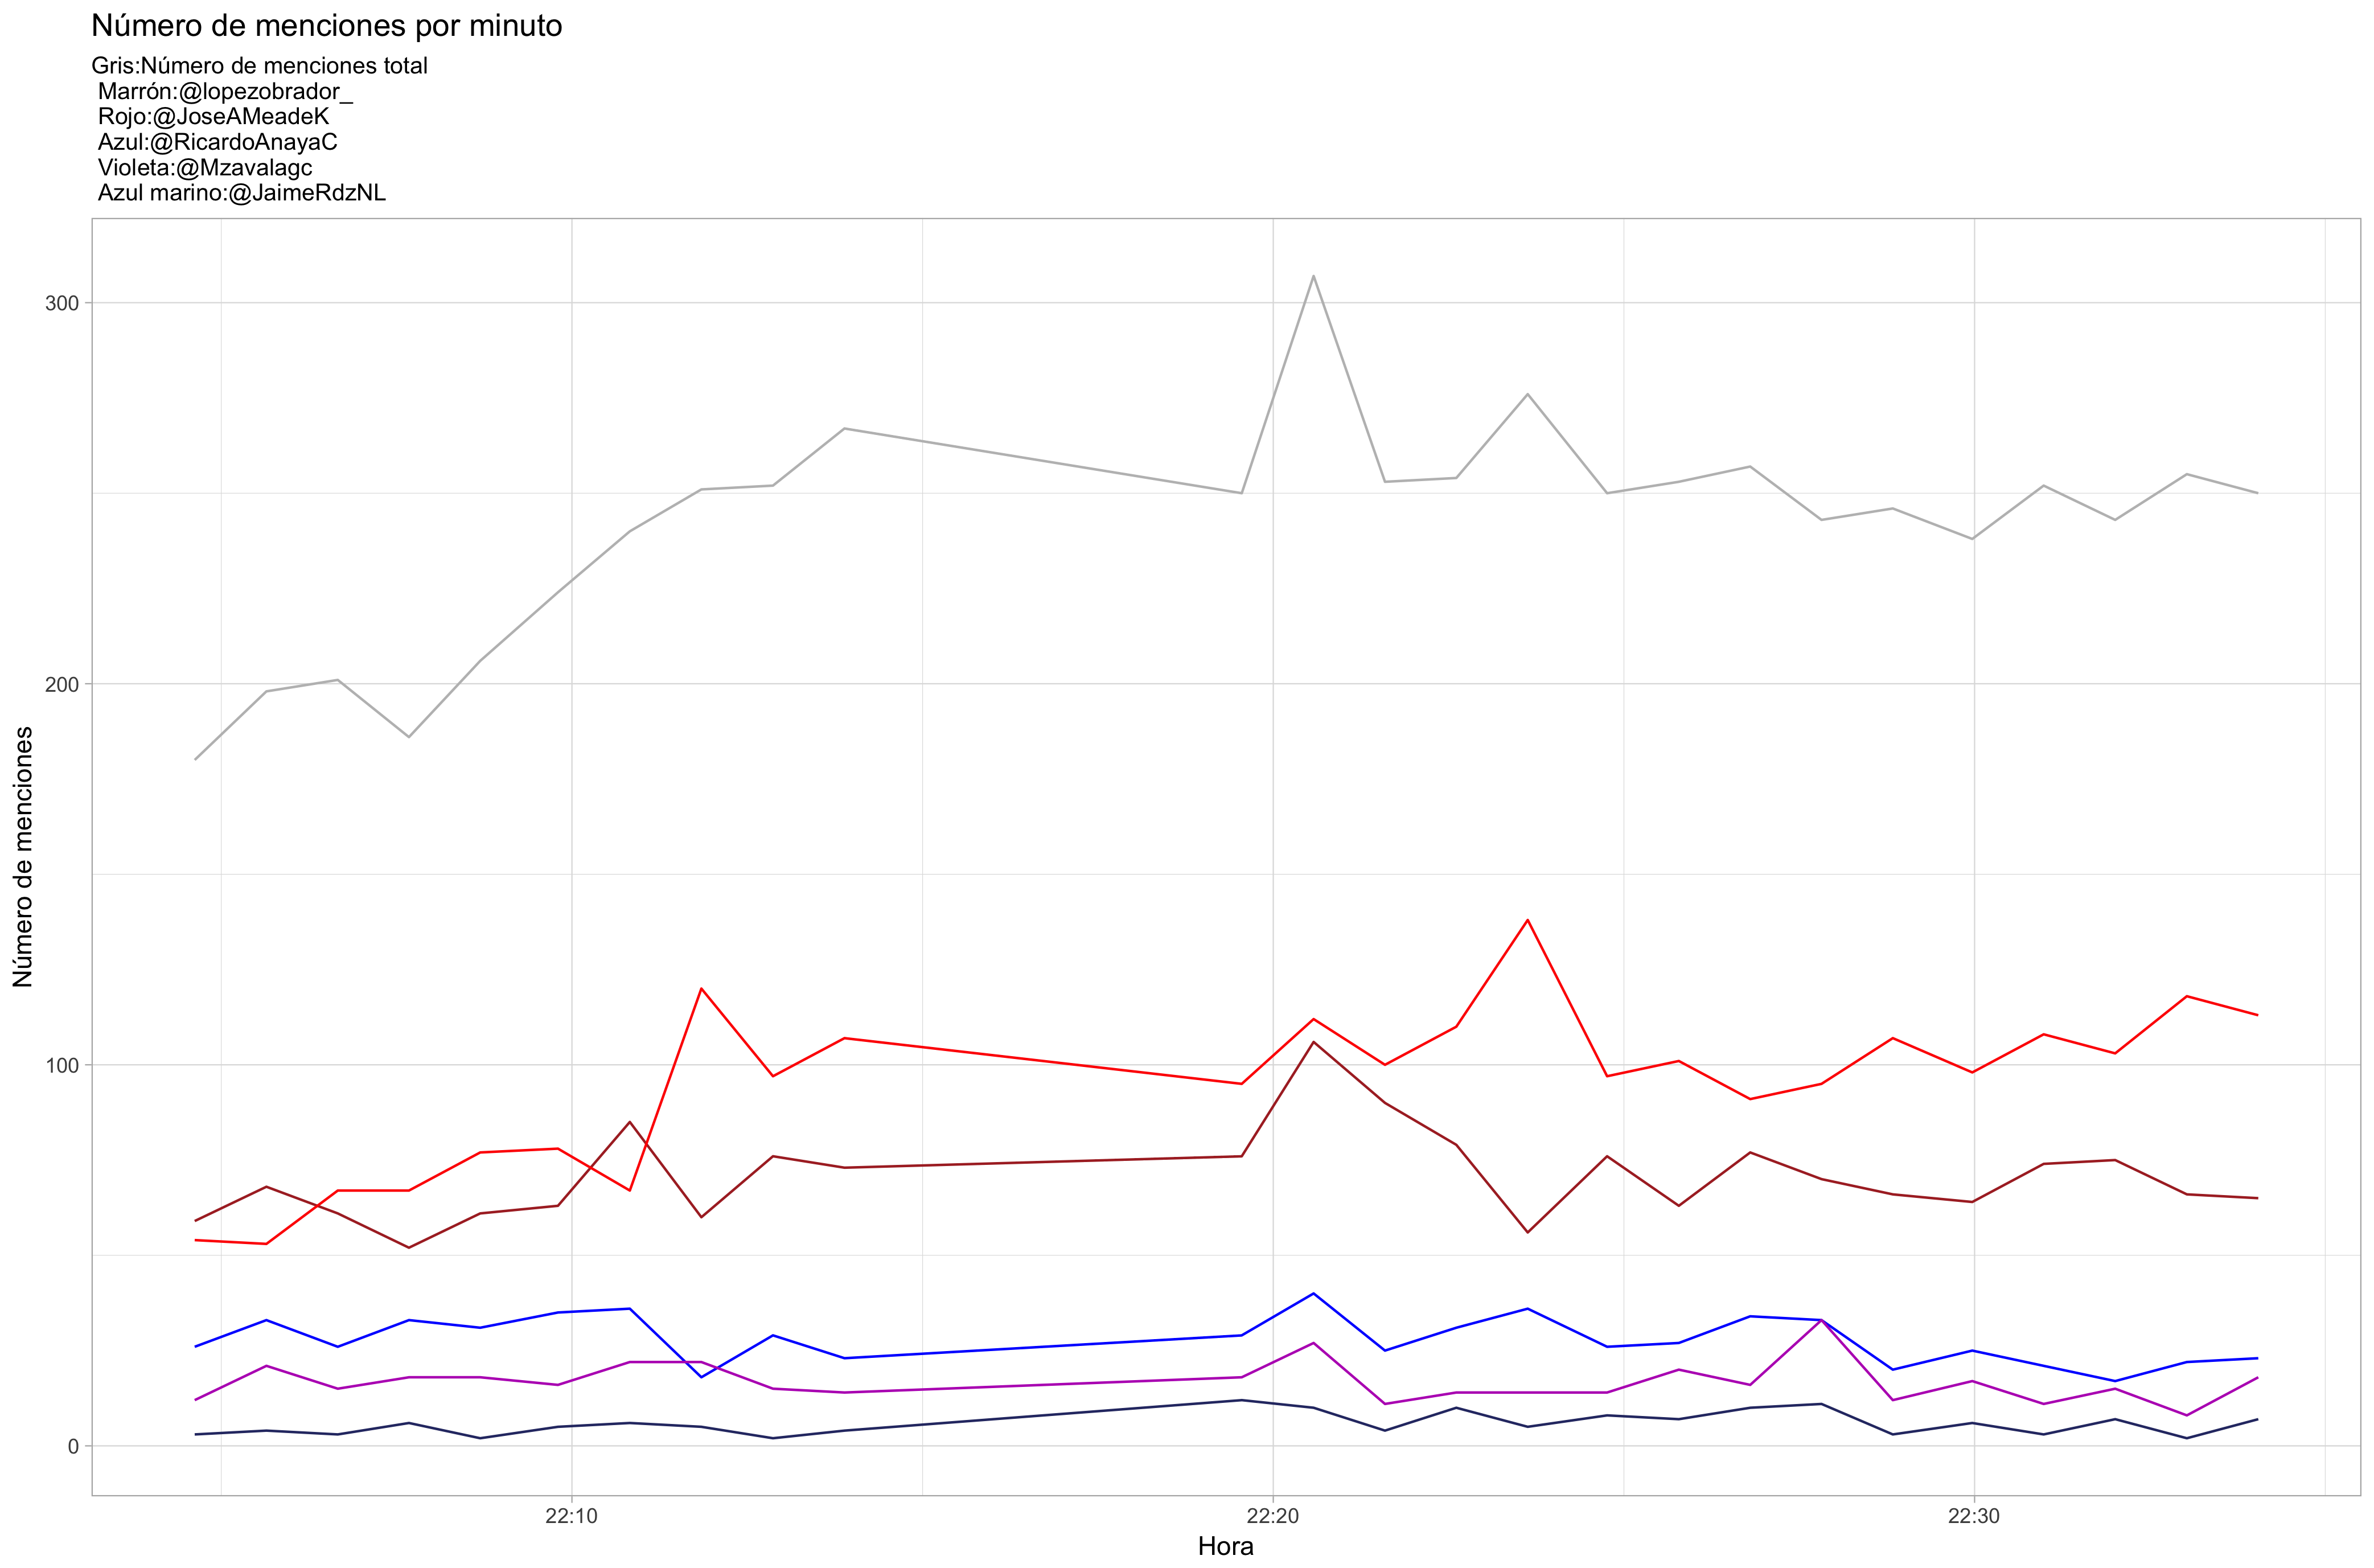 Número de menciones por minuto
Gris:Número de menciones total
Marrón:@lopezobrador_
Rojo:@JoseAMeadeK
Azul:@RicardoAnayaC
Violeta:@Mzavalagc
Azul marino:@JaimeRdzNL
Número de menciones
300
200
100
0
22:10
22:20
22:30
Hora